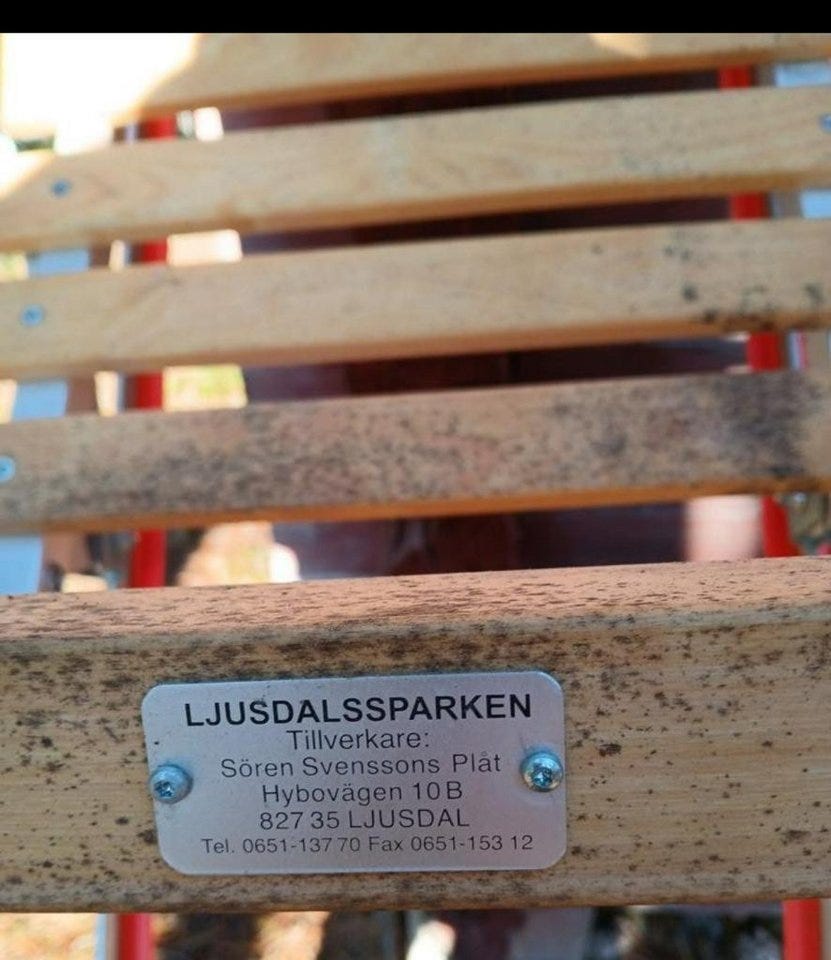 LJUSDALSSPARKEN
Tillverkare:
Sören Svenssons Plåt
Hybovägen 10 B
827 35 LJUSDAL
Tel. 0651-137 70 Fax 0651-153 12